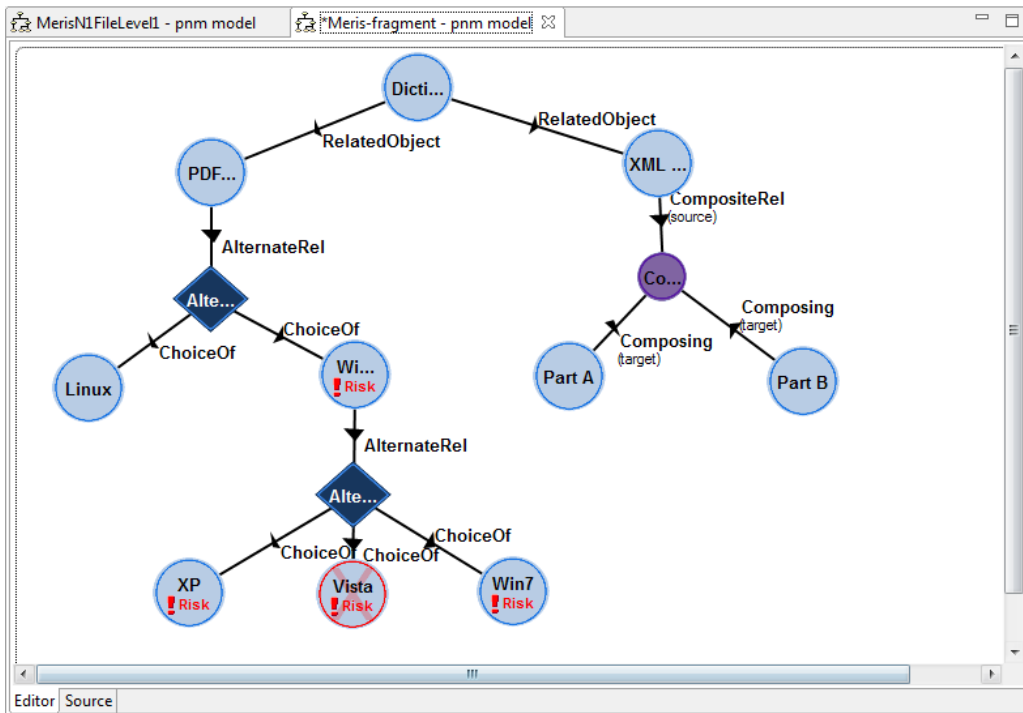 MerisN1FileLevel1 - pnm model
*Meris-fragment - pnm model
Dicti...
RelatedObject
RelatedObject
PDF...
XML ...
CompositeRel
(source)
AlternateRel
Co...
Alte...
Composing
(target)
ChoiceOf
ChoiceOf
Composing
(target)
Linux
Wi...
Risk
Part A
Part B
AlternateRel
Alte...
ChoiceOf
ChoiceOf
ChoiceOf
XP
Risk
Vista
Risk
Win7
Risk
Editor
Source